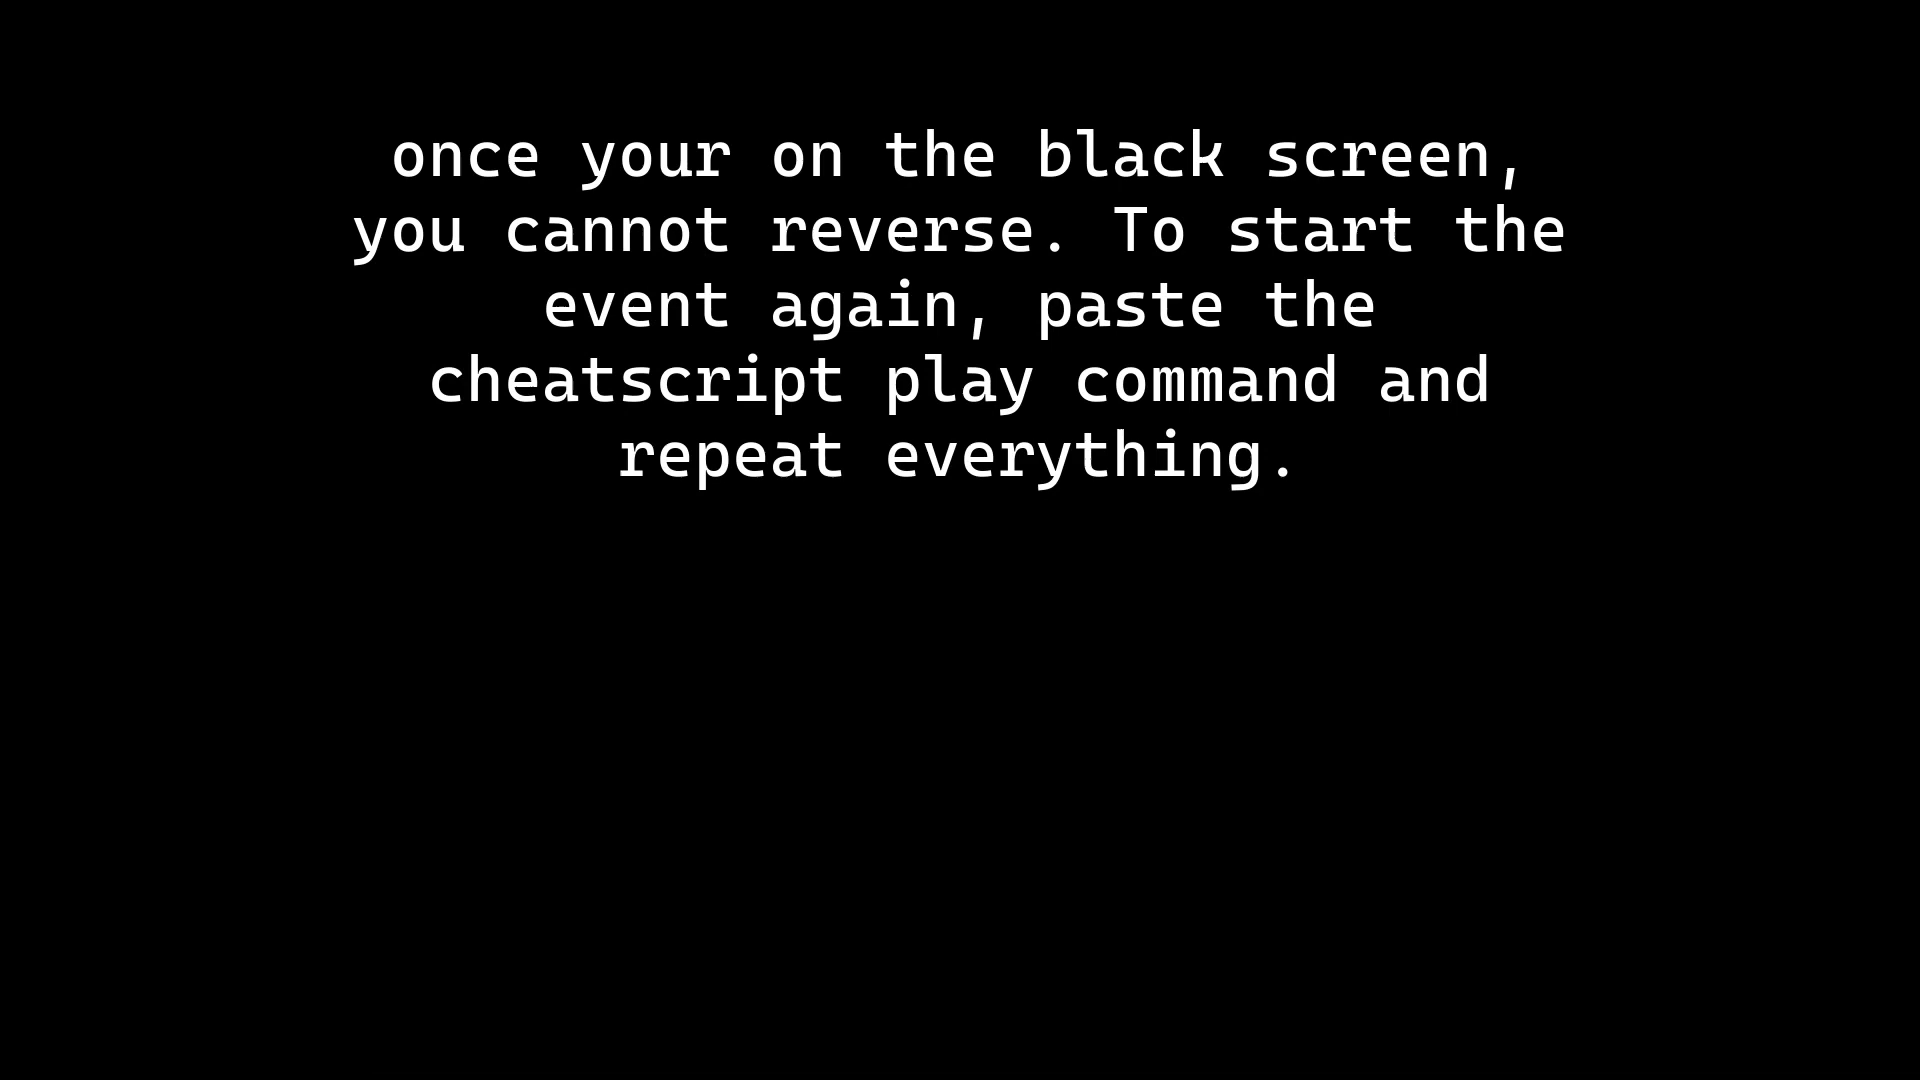 once your on the black screen,
you cannot reverse. To start the
event again, paste the
cheatscript play command and
repeat everything.